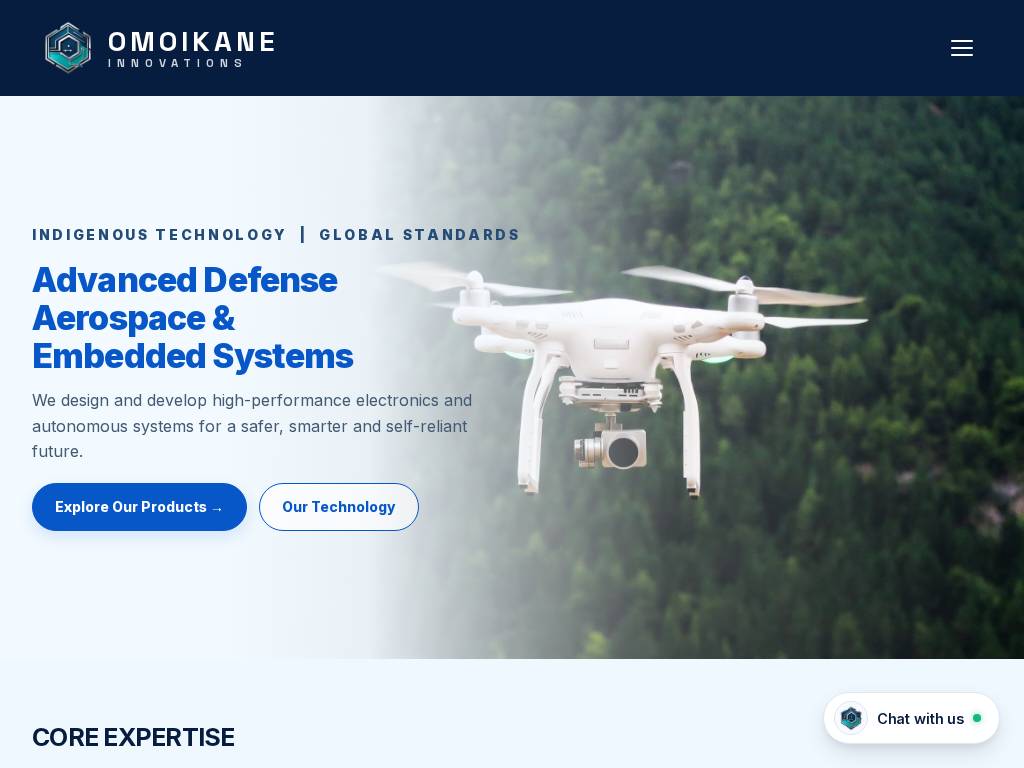 OMOIKANE
INNOVATIONS
INDIGENOUS TECHNOLOGY | GLOBAL STANDARDS
Advanced Defense
Aerospace &
Embedded Systems
We design and develop high-performance electronics and
autonomous systems for a safer, smarter and self-reliant
future.
Explore Our Products →
Our Technology
CORE EXPERTISE
Chat with us